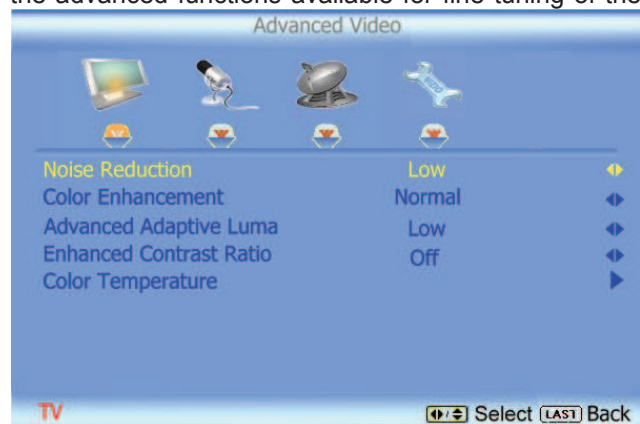 the advanced functions available for fine tuning of the
Advanced Video
Noise Reduction Low
Color Enhancement Normal
Advanced Adaptive Luma Low
Enhanced Contrast Ratio Off
Color Temperature
TV Select LAST Back